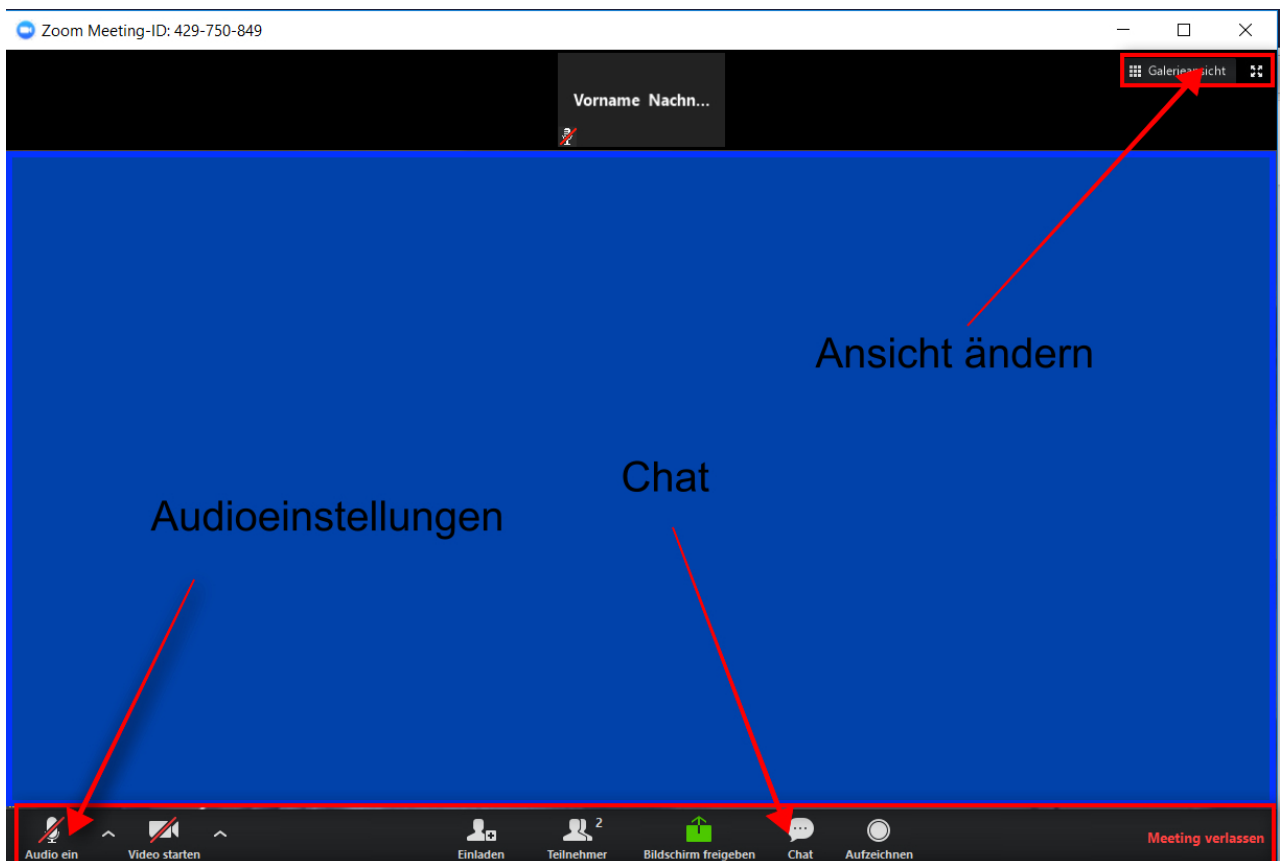 Zoom Meeting-ID: 429-750-849
Galerieansicht
Vorname Nachn...
Ansicht ändern
Chat
Audioeinstellungen
Audio ein Video starten Einladen Teilnehmer 2 Bildschirm freigeben Chat Aufzeichnen Meeting verlassen